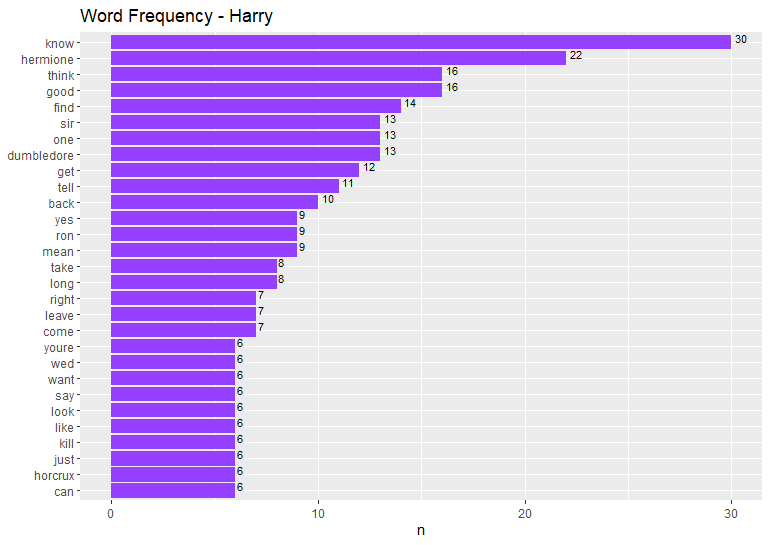 Word Frequency - Harry
know 30
hermione 22
think 16
good 16
find 14
sir 13
one 13
dumbledore 13
get 12
tell 11
back 10
yes 9
ron 9
mean 9
take 8
long 8
right 7
leave 7
come 7
youre 6
wed 6
want 6
say 6
look 6
like 6
kill 6
just 6
horcrux 6
can 6
0 10 20 30
n